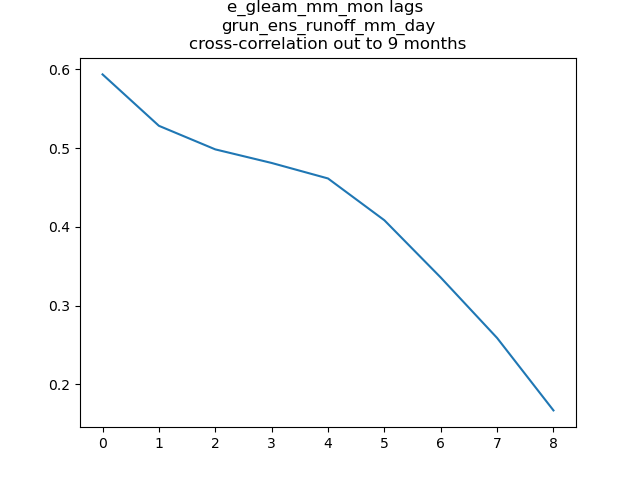 e_gleam_mm_mon lags
grun_ens_runoff_mm_day
cross-correlation out to 9 months
0.6
0.5
0.4
0.3
0.2
0 1 2 3 4 5 6 7 8